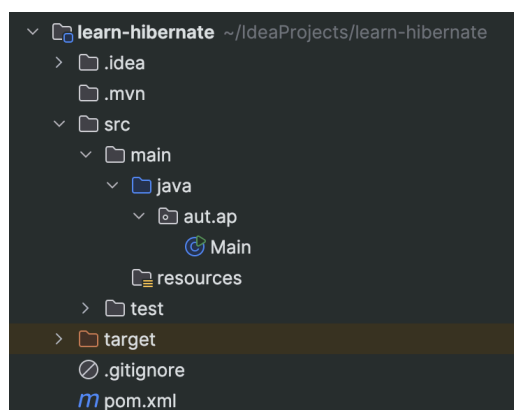 learn-hibernate ~/IdeaProjects/learn-hibernate
.idea
.mvn
src
main
java
aut.ap
Main
resources
test
target
.gitignore
m pom.xml